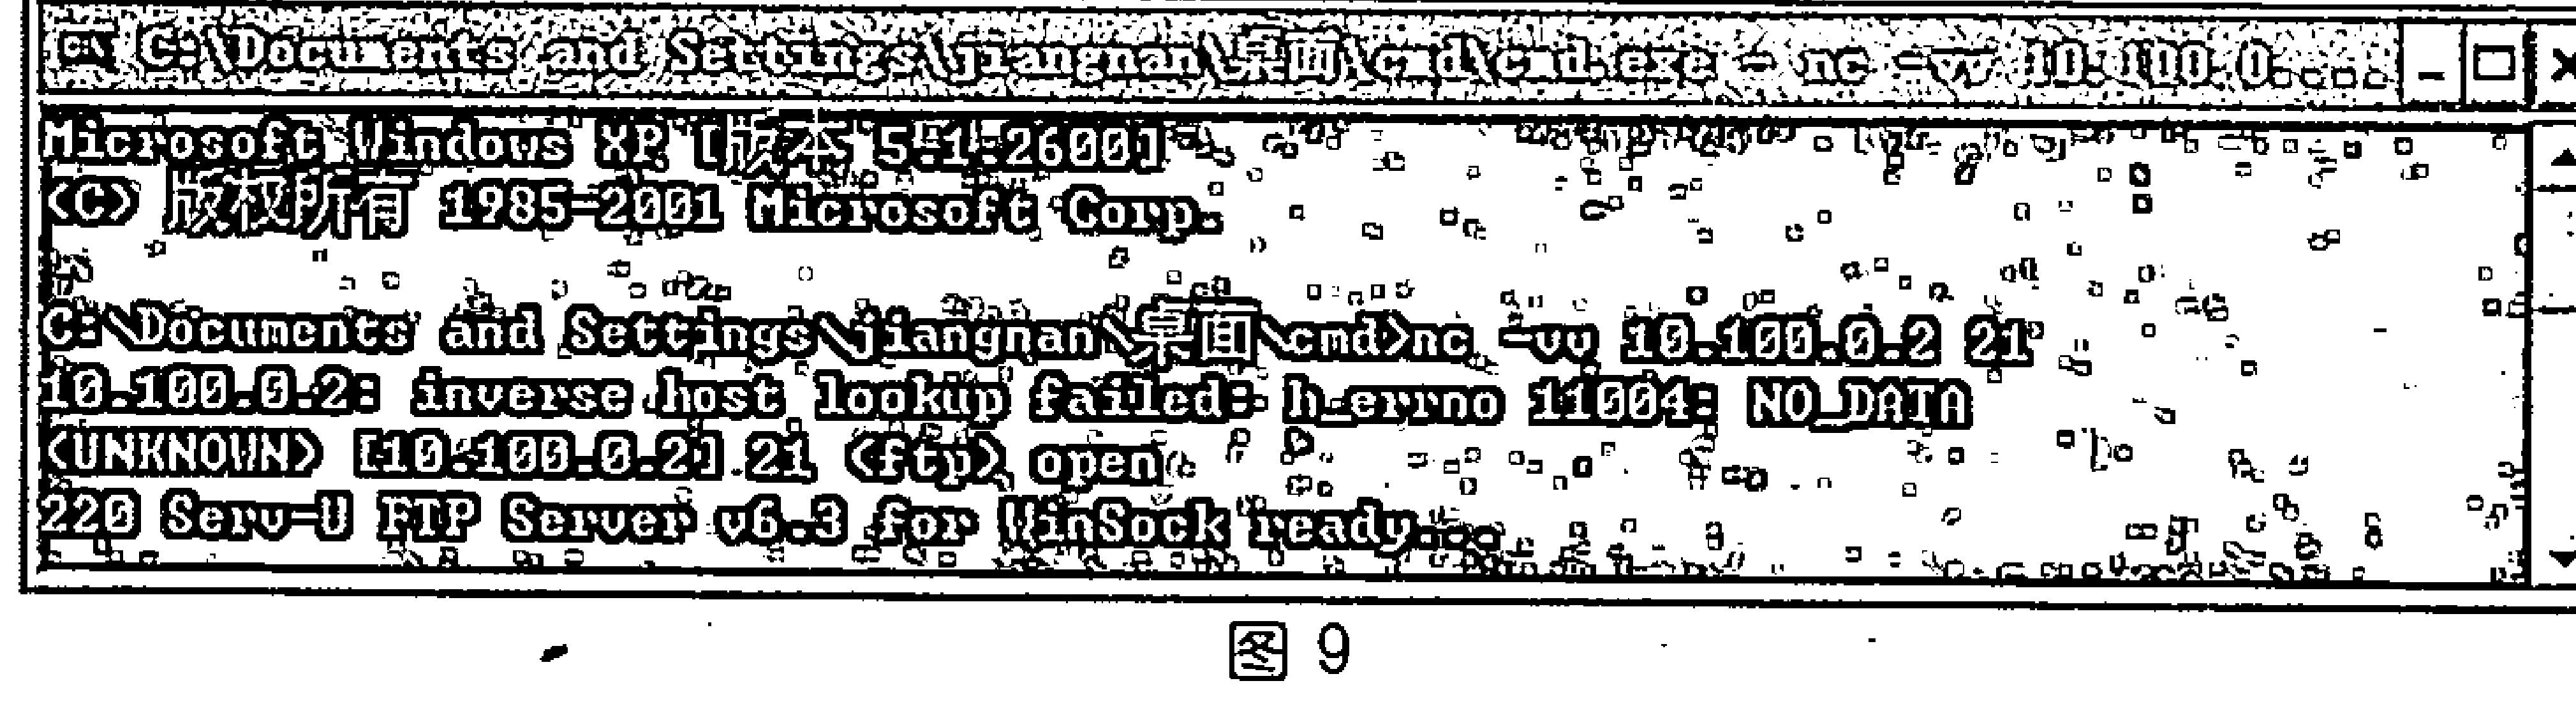 C:\Documents and Settings\jiangnan\桌面\cmd\cmd.exe - nc -vv 10.100.0....
Microsoft Windows XP [版本 5.1.2600]
<C> 版权所有 1985-2001 Microsoft Corp.
C:\Documents and Settings\jiangnan\桌面\cmd>nc -vv 10.100.0.2 21
10.100.0.2: inverse host lookup failed: h_errno 11004: NO_DATA
<UNKNOWN> [10.100.0.2] 21 <ftp> open
220 Serv-U FTP Server v6.3 for WinSock ready...
图 9